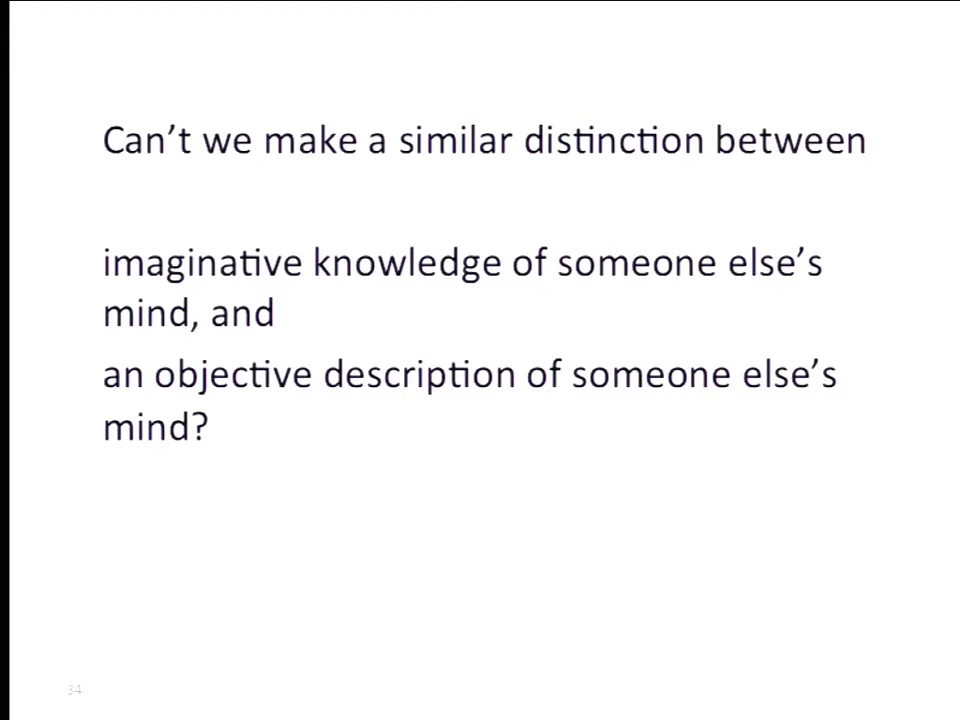 Can’t we make a similar distinction between
imaginative knowledge of someone else’s
mind, and
an objective description of someone else’s
mind?
34